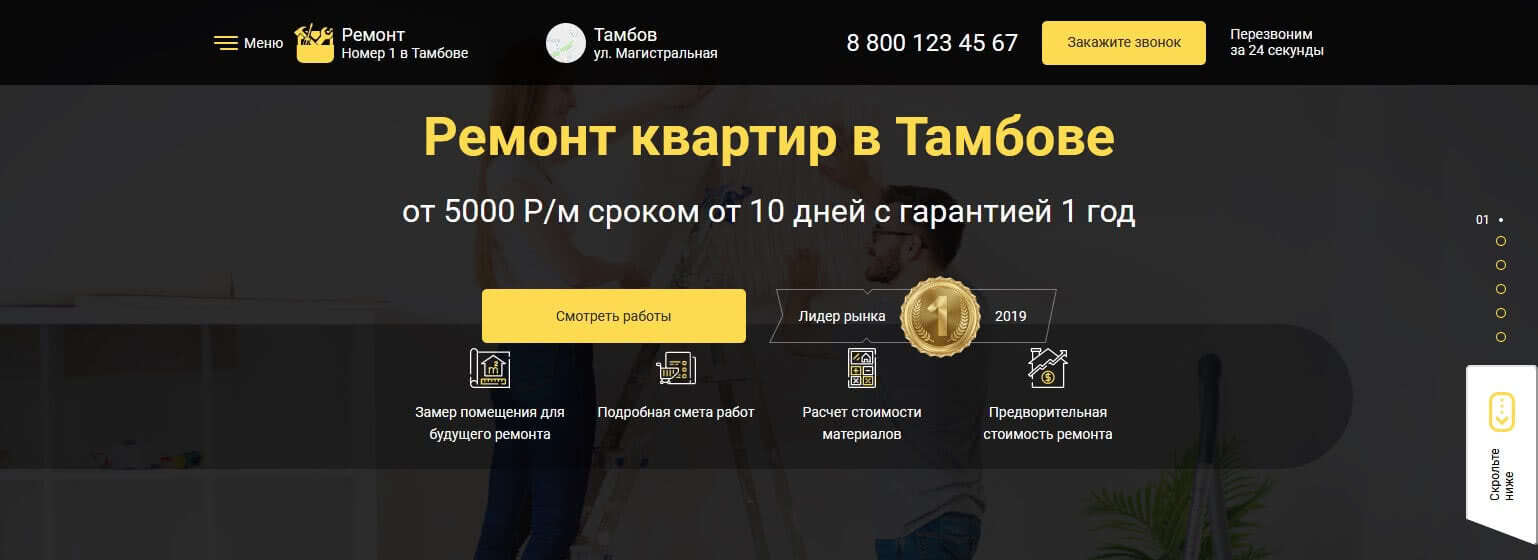 Меню
Ремонт
Номер 1 в Тамбове
Тамбов
ул. Магистральная
8 800 123 45 67
Закажите звонок
Перезвоним
за 24 секунды
Ремонт квартир в Тамбове
от 5000 Р/м сроком от 10 дней с гарантией 1 год
01
Смотреть работы
Лидер рынка
1
2019
m²
Замер помещения для
будущего ремонта
Подробная смета работ
Расчет стоимости
материалов
Предворительная
стоимость ремонта
Скрольте
ниже